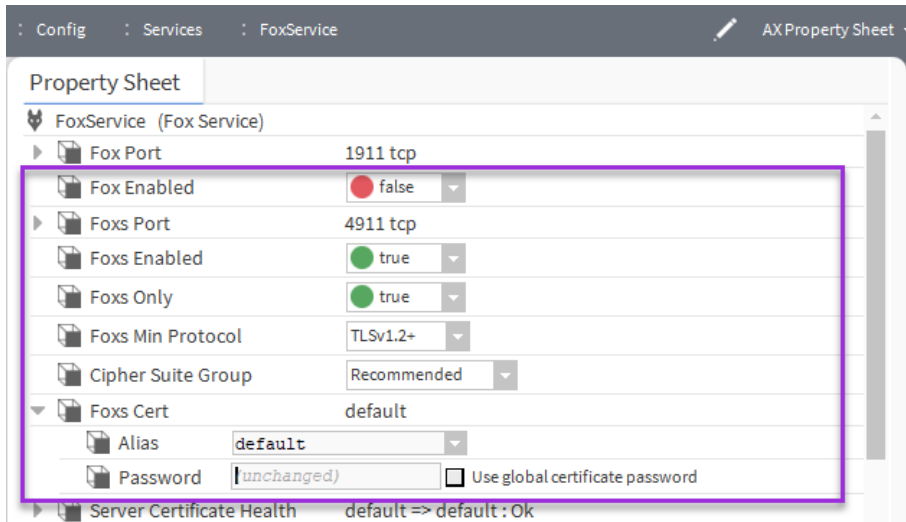 : Config : Services : FoxService AX Property Sheet
Property Sheet
FoxService (Fox Service)
Fox Port 1911 tcp
Fox Enabled false
Foxs Port 4911 tcp
Foxs Enabled true
Foxs Only true
Foxs Min Protocol TLSv1.2+
Cipher Suite Group Recommended
Foxs Cert default
Alias default
Password (unchanged) Use global certificate password
Server Certificate Health default => default : Ok